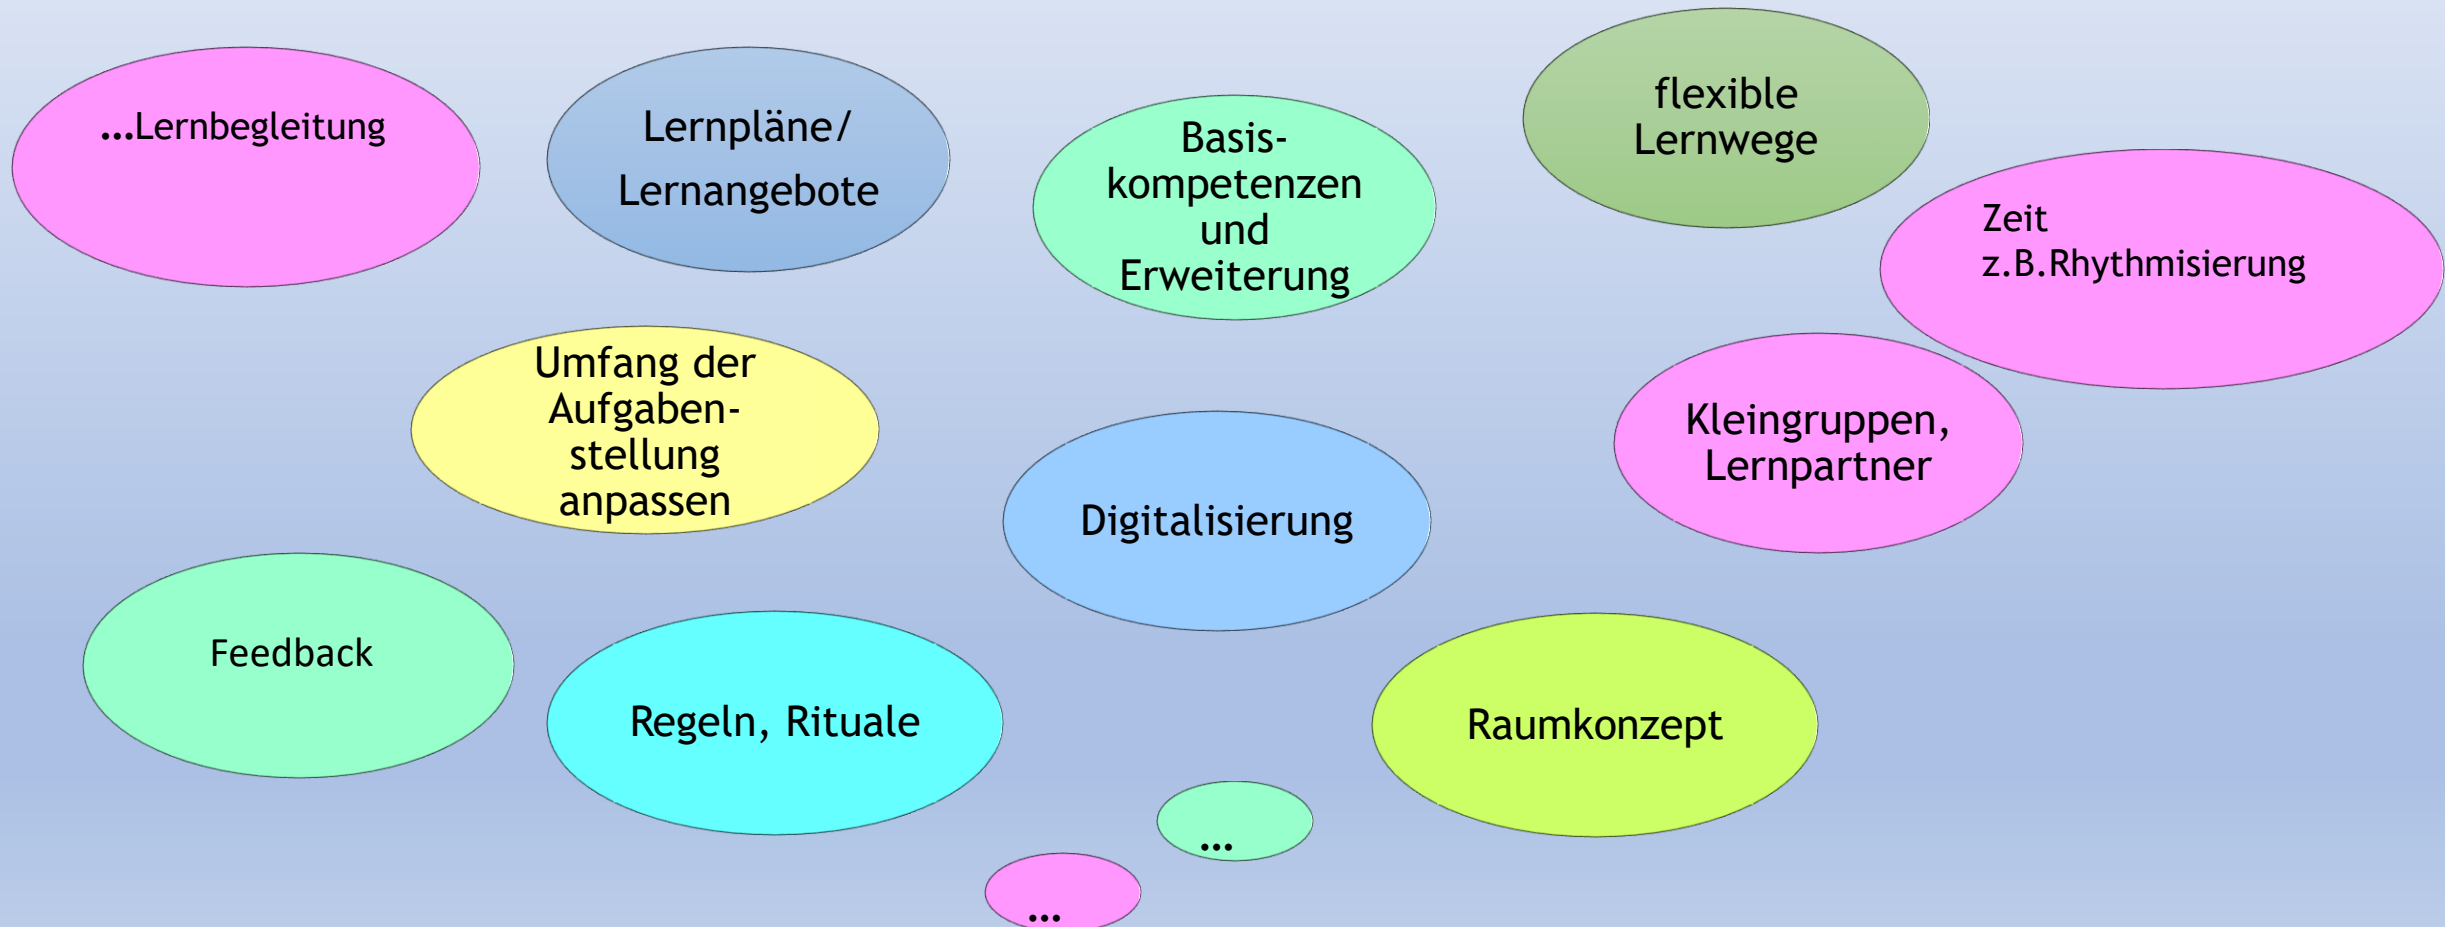 …Lernbegleitung
Lernpläne/
Lernangebote
Basis-
kompetenzen
und
Erweiterung
flexible
Lernwege
Zeit
z.B.Rhythmisierung
Umfang der
Aufgaben-
stellung
anpassen
Digitalisierung
Kleingruppen,
Lernpartner
Feedback
Regeln, Rituale
Raumkonzept
…
…